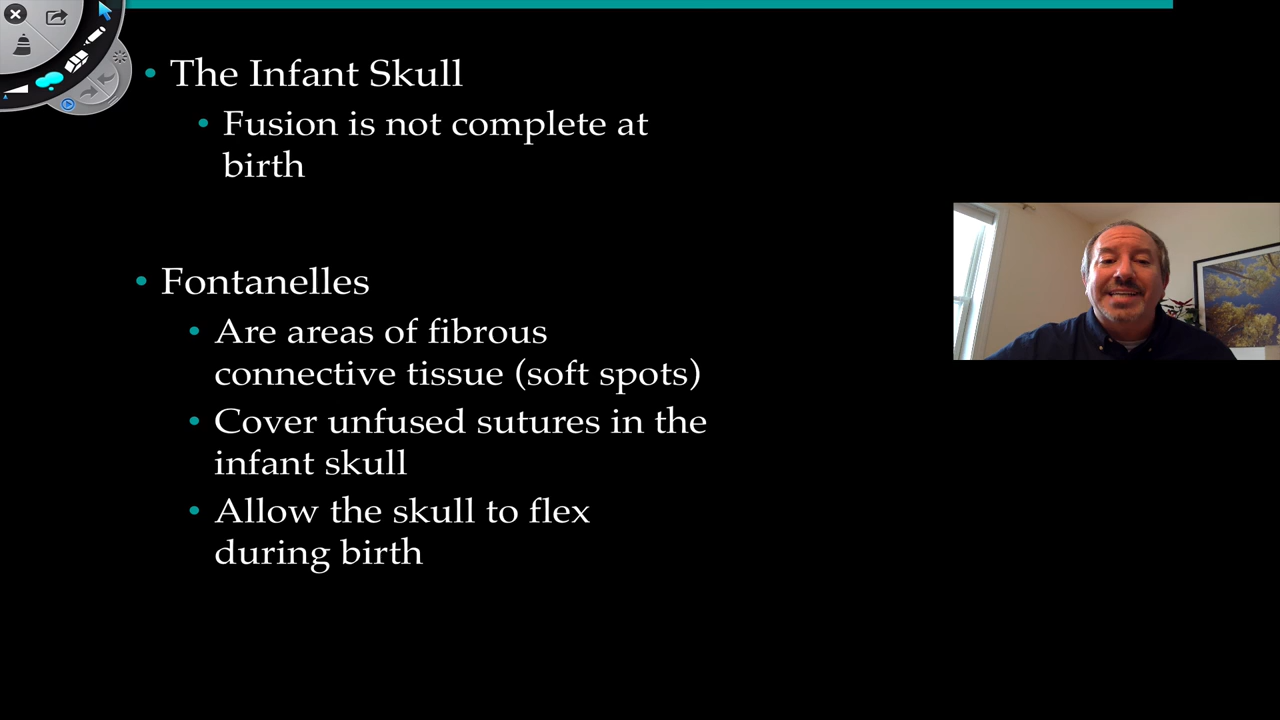 • The Infant Skull
• Fusion is not complete at
birth
• Fontanelles
• Are areas of fibrous
connective tissue (soft spots)
• Cover unfused sutures in the
infant skull
• Allow the skull to flex
during birth